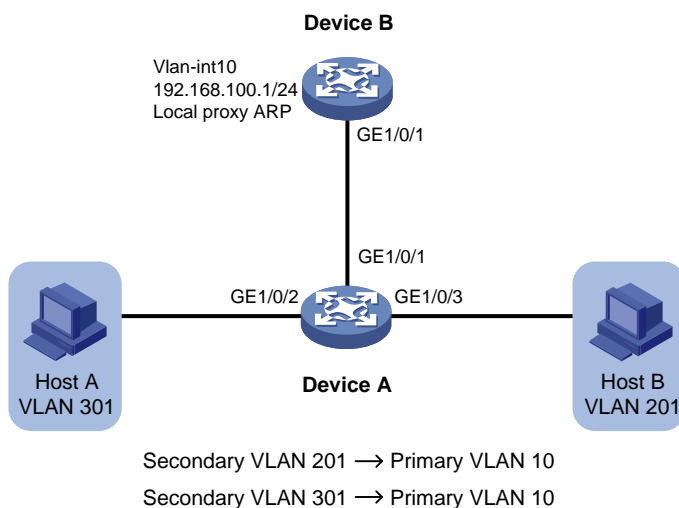 Device B
Vlan-int10
192.168.100.1/24
Local proxy ARP
GE1/0/1
GE1/0/1
GE1/0/2
GE1/0/3
Host A
VLAN 301
Device A
Host B
VLAN 201
Secondary VLAN 201 → Primary VLAN 10
Secondary VLAN 301 → Primary VLAN 10